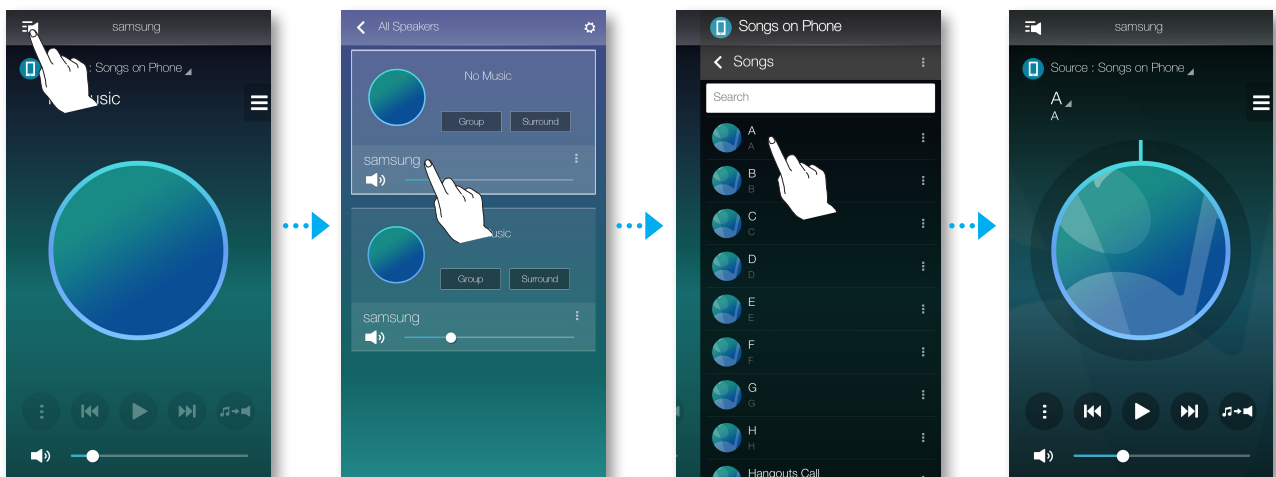 samsung
: Songs on Phone
usic
All Speakers
No Music
Group Surround
samsung
usic
Group Surround
samsung
Songs on Phone
Songs
Search
A
A
B
B
C
C
D
D
E
E
F
F
G
G
H
H
Hangouts Call
samsung
Source : Songs on Phone
A
A